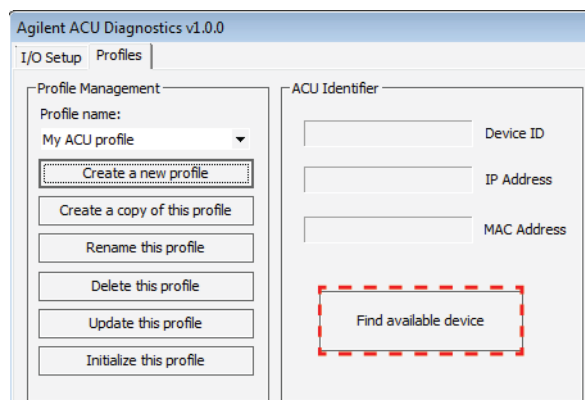 Agilent ACU Diagnostics v1.0.0
I/O Setup Profiles
Profile Management
Profile name:
My ACU profile
Create a new profile
Create a copy of this profile
Rename this profile
Delete this profile
Update this profile
Initialize this profile
ACU Identifier
Device ID
IP Address
MAC Address
Find available device